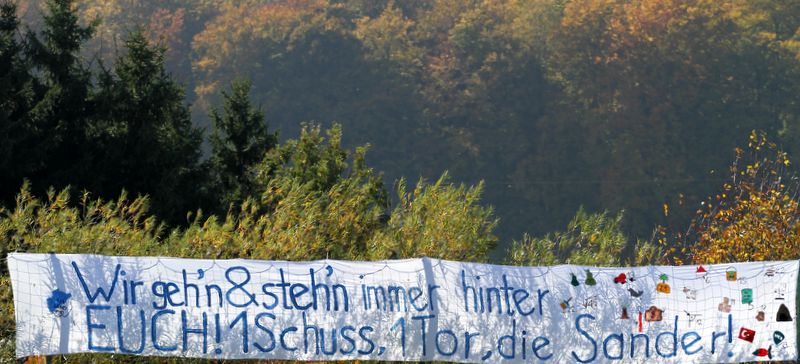 Wir geh'n & steh'n immer hinter
EUCH! 1 Schuss, 1 Tor, die Sander!